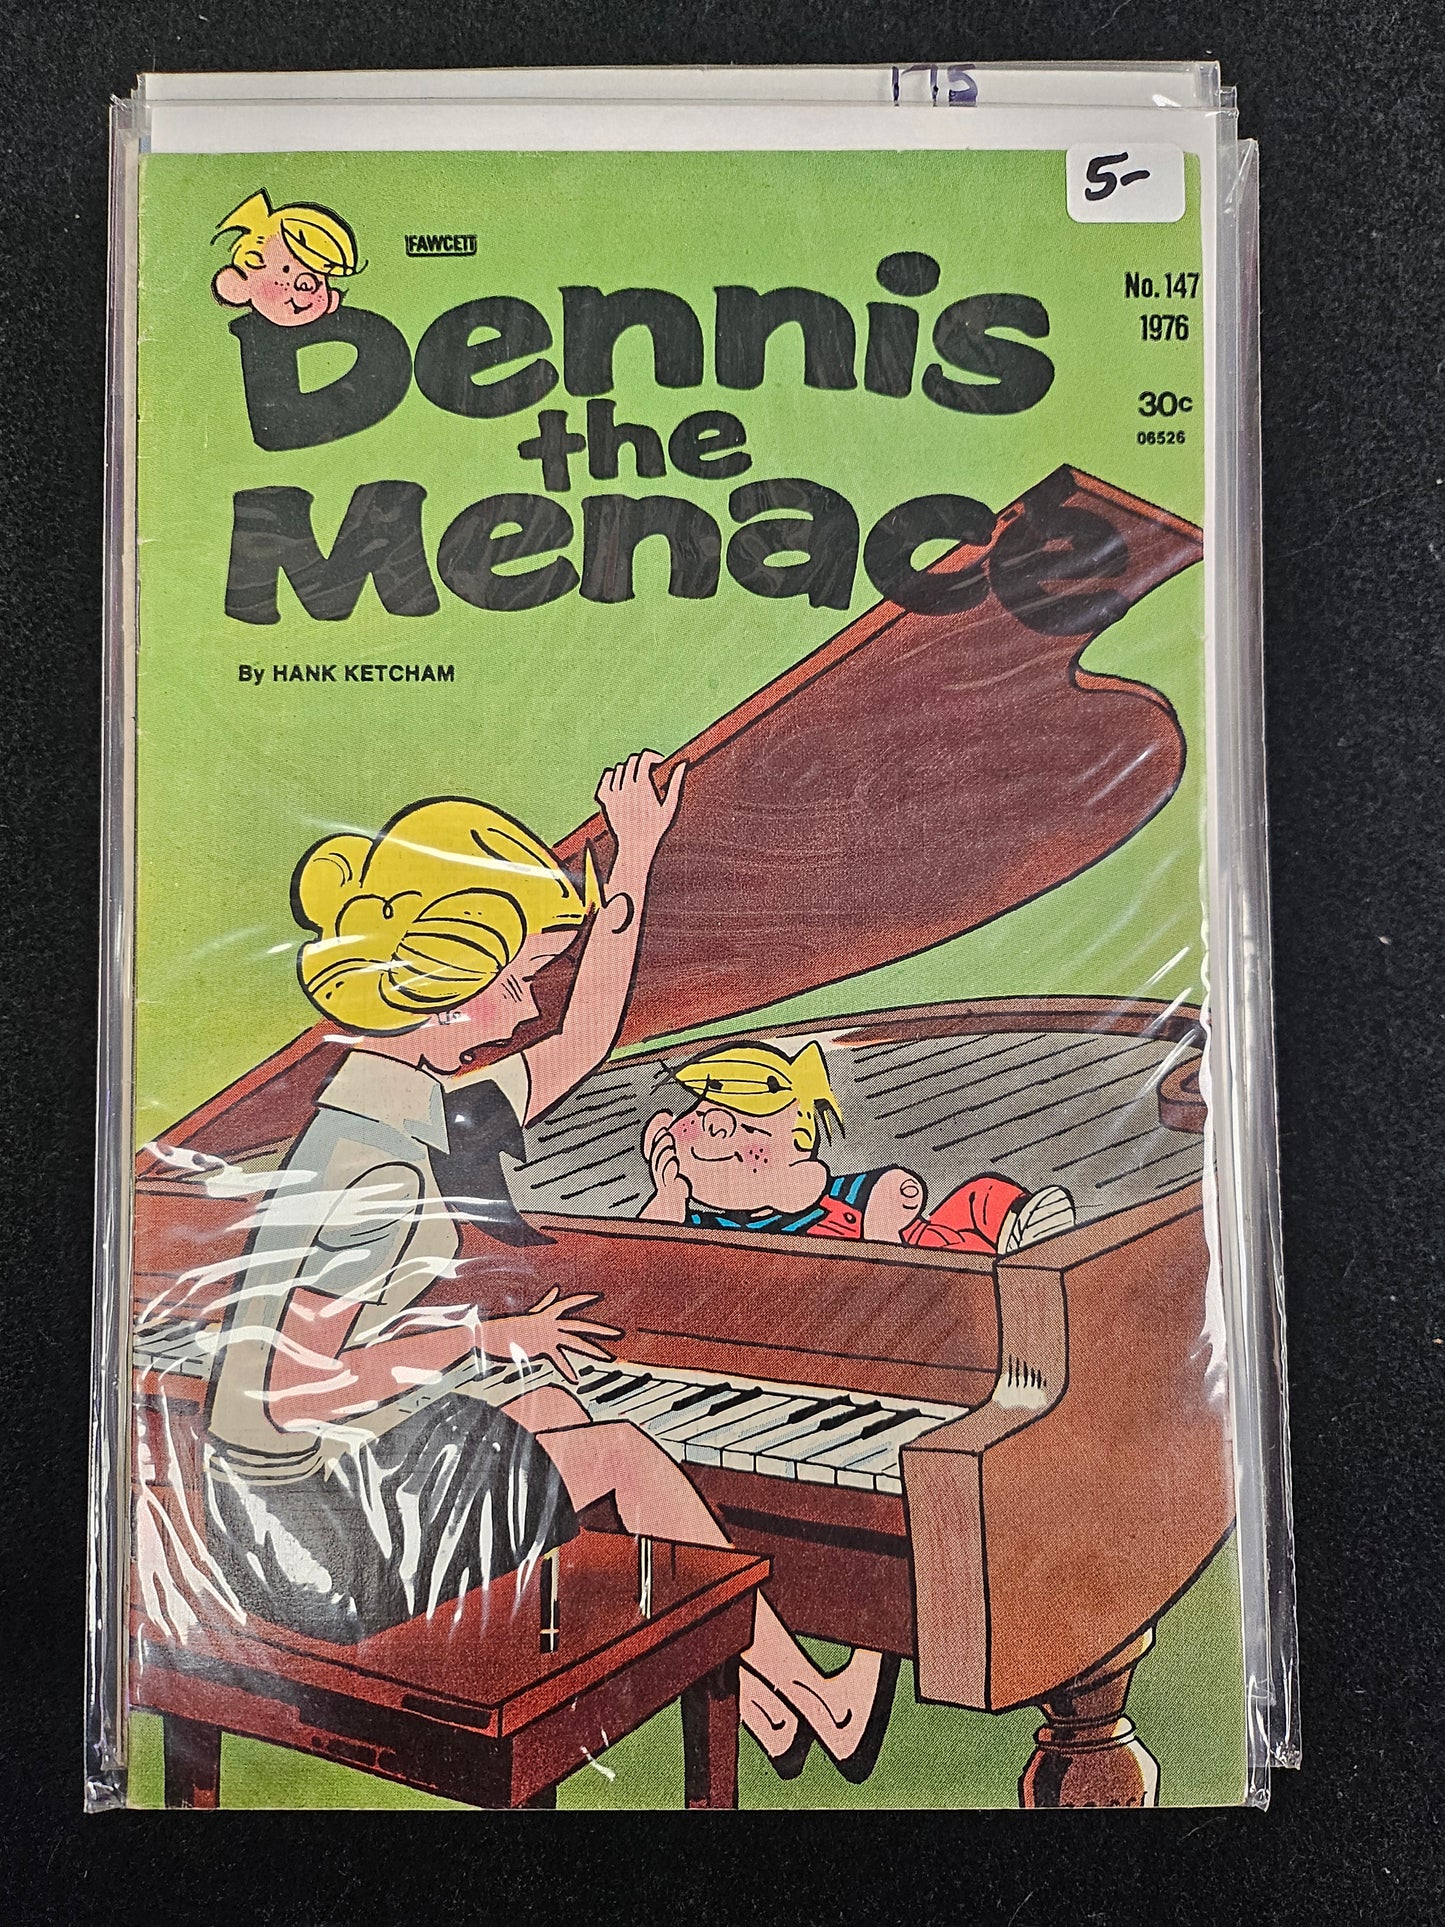 175
5-
FAWCETT
Dennis
the
Menace
No. 147
1976
30c
06526
By HANK KETCHAM